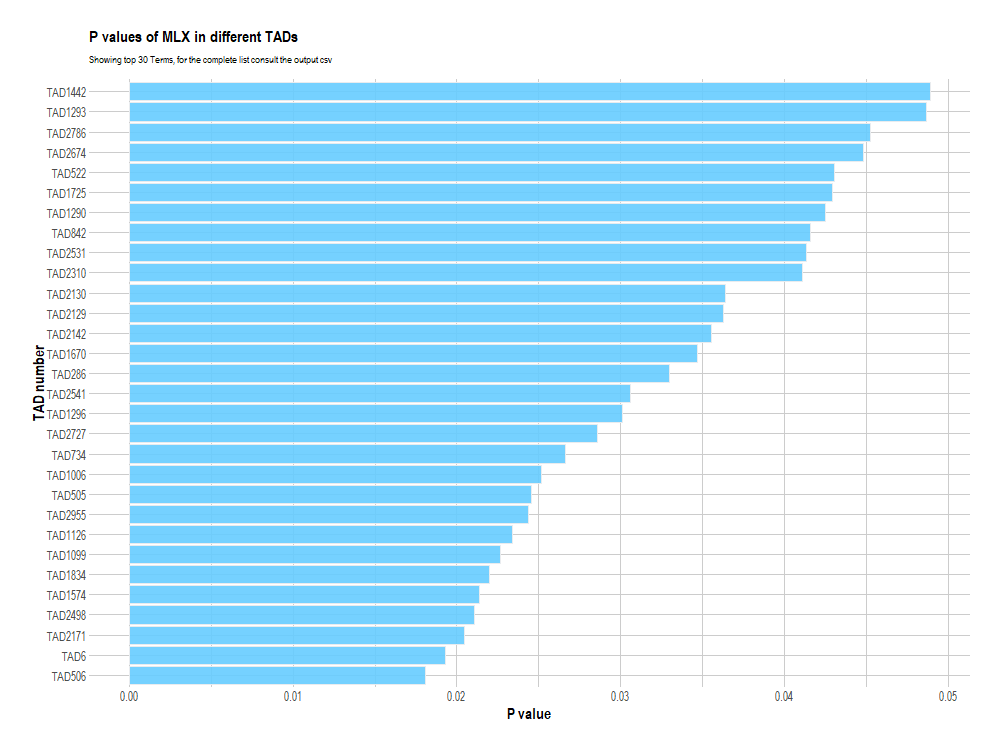 P values of MLX in different TADs
Showing top 30 Terms, for the complete list consult the output csv
TAD number
TAD1442
TAD1293
TAD2786
TAD2674
TAD522
TAD1725
TAD1290
TAD842
TAD2531
TAD2310
TAD2130
TAD2129
TAD2142
TAD1670
TAD286
TAD2541
TAD1296
TAD2727
TAD734
TAD1006
TAD505
TAD2955
TAD1126
TAD1099
TAD1834
TAD1574
TAD2498
TAD2171
TAD6
TAD506
0.00 0.01 0.02 0.03 0.04 0.05
P value